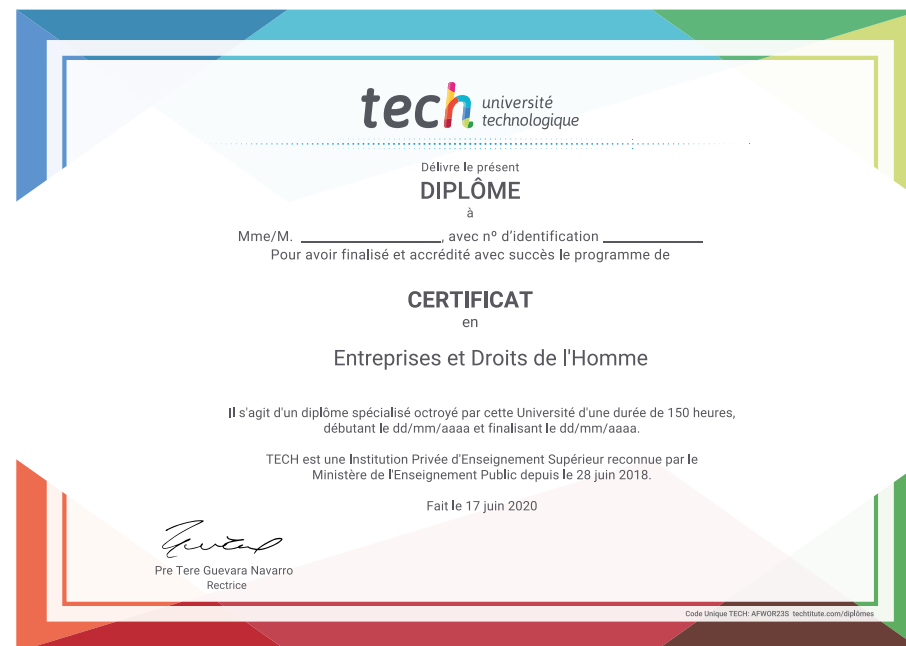 tech université
technologique
Délivre le présent
DIPLÔME
à
Mme/M. ____________________, avec nº d'identification ______________
Pour avoir finalisé et accrédité avec succès le programme de
CERTIFICAT
en
Entreprises et Droits de l'Homme
Il s'agit d'un diplôme spécialisé octroyé par cette Université d'une durée de 150 heures,
débutant le dd/mm/aaaa et finalisant le dd/mm/aaaa.
TECH est une Institution Privée d'Enseignement Supérieur reconnue par le
Ministère de l'Enseignement Public depuis le 28 juin 2018.
Fait le 17 juin 2020
Pre Tere Guevara Navarro
Rectrice
Code Unique TECH: AFWOR23S techtitute.com/diplômes